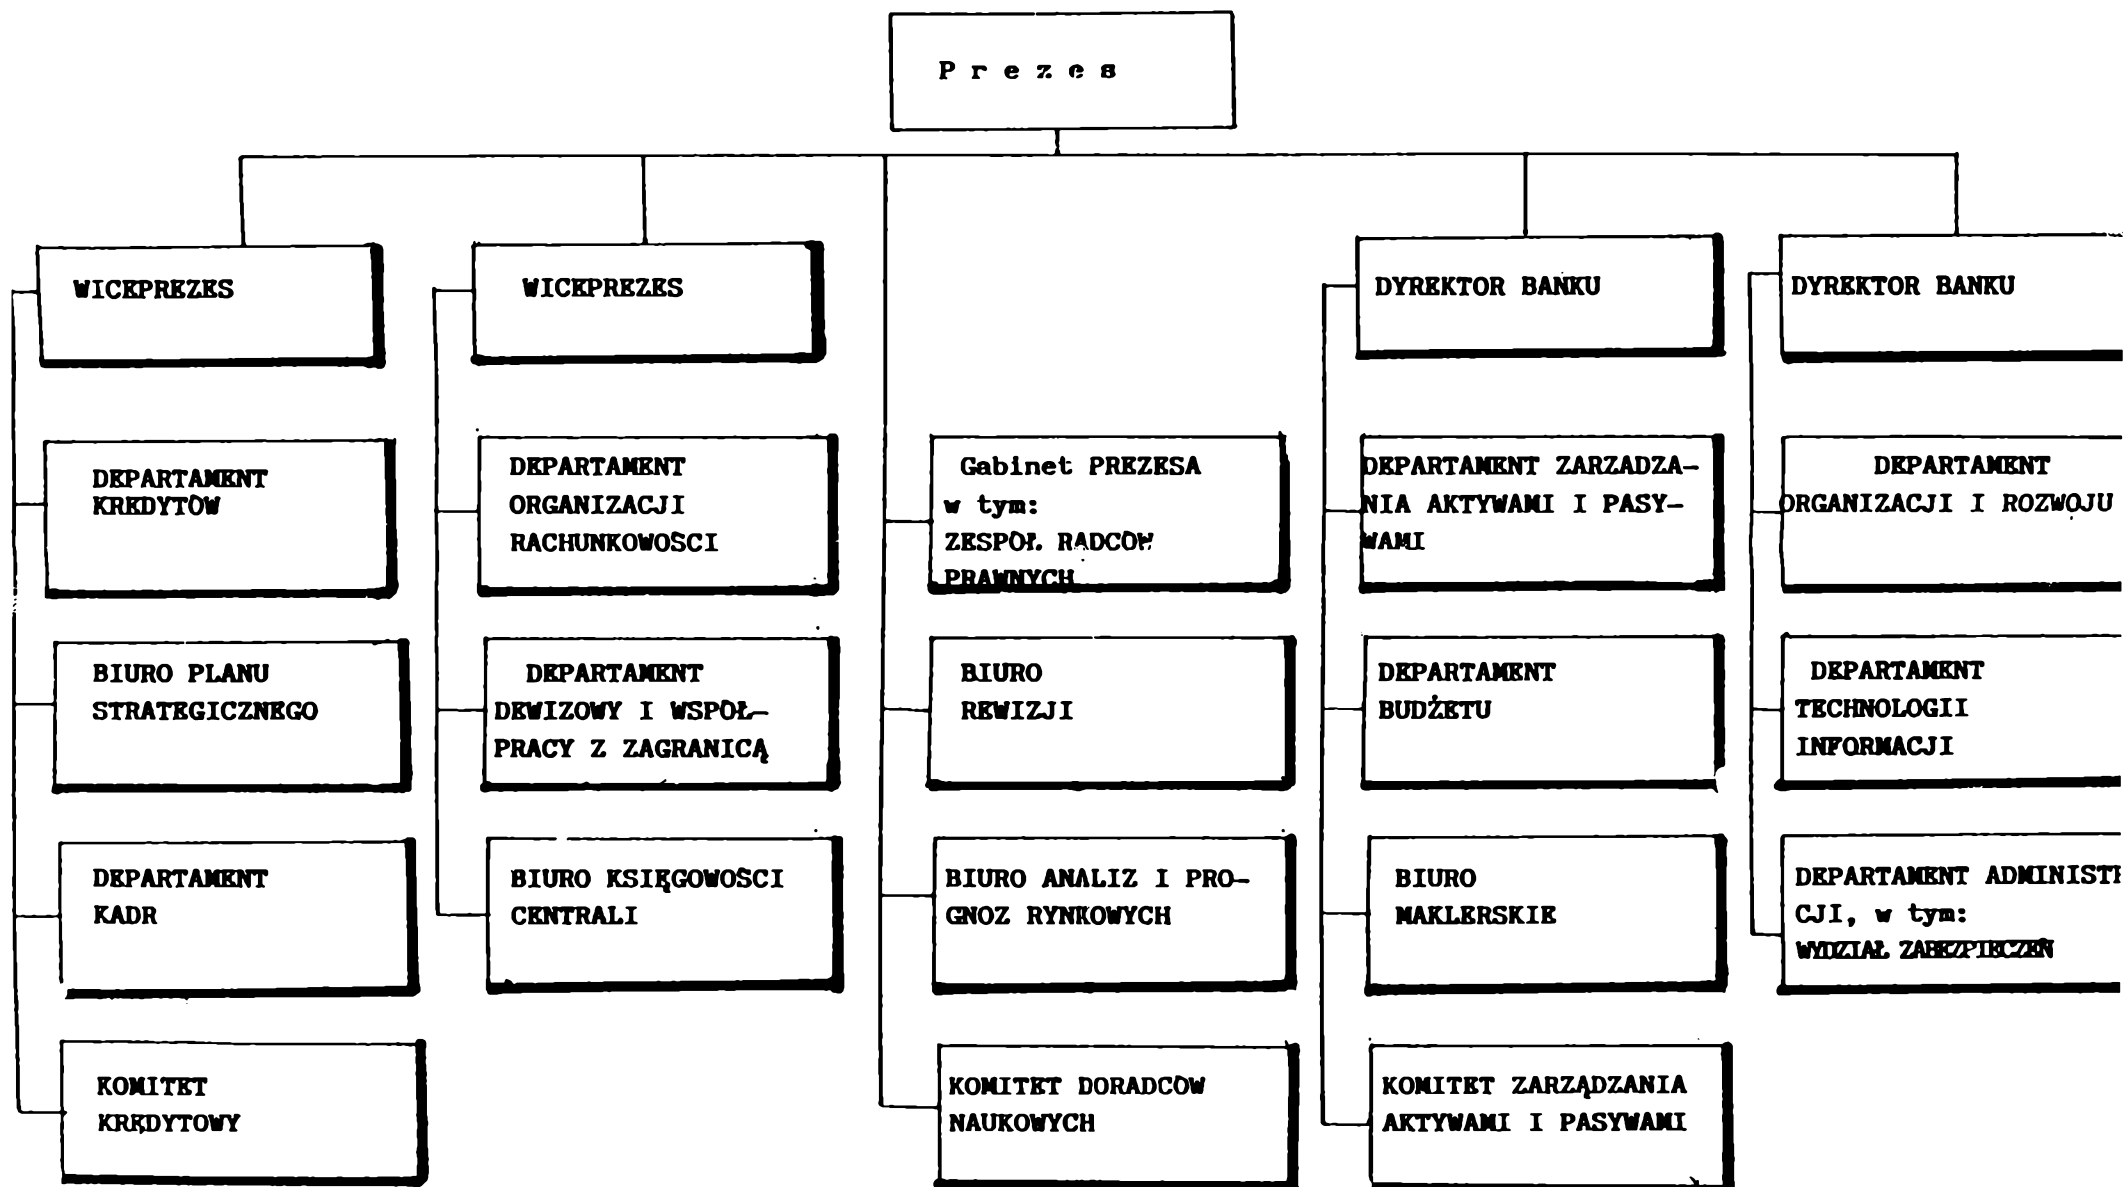 Prezes
WICEPREZES
DEPARTAMENT
KREDYTÓW
BIURO PLANU
STRATEGICZNEGO
DEPARTAMENT
KADR
KOMITET
KREDYTOWY
WICEPREZES
DEPARTAMENT
ORGANIZACJI
RACHUNKOWOŚCI
DEPARTAMENT
DEWIZOWY I WSPÓŁ-
PRACY Z ZAGRANICĄ
BIURO KSIĘGOWOŚCI
CENTRALI
Gabinet PREZESA
w tym:
ZESPÓŁ RADCÓW
PRAWNYCH
BIURO
REWIZJI
BIURO ANALIZ I PRO-
GNOZ RYNKOWYCH
KOMITET DORADCÓW
NAUKOWYCH
DYREKTOR BANKU
DEPARTAMENT ZARZADZA-
NIA AKTYWAMI I PASY-
WAMI
DEPARTAMENT
BUDŻETU
BIURO
MAKLERSKIE
KOMITET ZARZĄDZANIA
AKTYWAMI I PASYWAMI
DYREKTOR BANKU
DEPARTAMENT
ORGANIZACJI I ROZWOJU
DEPARTAMENT
TECHNOLOGII
INFORMACJI
DEPARTAMENT ADMINIST
CJI, w tym:
WYDZIAŁ ZABEZPIECZEŃ